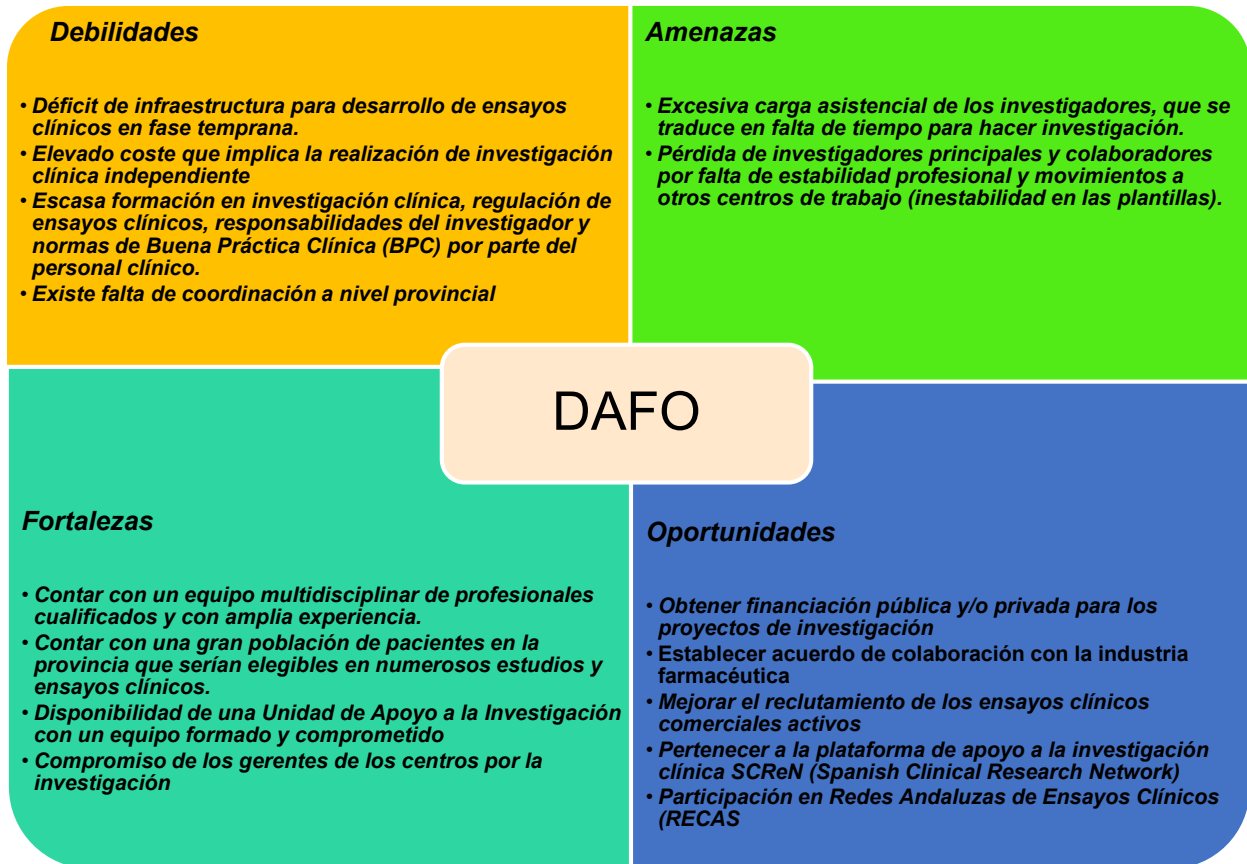 Debilidades
• Déficit de infraestructura para desarrollo de ensayos
clínicos en fase temprana.
• Elevado coste que implica la realización de investigación
clínica independiente
• Escasa formación en investigación clínica, regulación de
ensayos clínicos, responsabilidades del investigador y
normas de Buena Práctica Clínica (BPC) por parte del
personal clínico.
• Existe falta de coordinación a nivel provincial
Amenazas
• Excesiva carga asistencial de los investigadores, que se
traduce en falta de tiempo para hacer investigación.
• Pérdida de investigadores principales y colaboradores
por falta de estabilidad profesional y movimientos a
otros centros de trabajo (inestabilidad en las plantillas).
DAFO
Fortalezas
• Contar con un equipo multidisciplinar de profesionales
cualificados y con amplia experiencia.
• Contar con una gran población de pacientes en la
provincia que serían elegibles en numerosos estudios y
ensayos clínicos.
• Disponibilidad de una Unidad de Apoyo a la Investigación
con un equipo formado y comprometido
• Compromiso de los gerentes de los centros por la
investigación
Oportunidades
• Obtener financiación pública y/o privada para los
proyectos de investigación
• Establecer acuerdo de colaboración con la industria
farmacéutica
• Mejorar el reclutamiento de los ensayos clínicos
comerciales activos
• Pertenecer a la plataforma de apoyo a la investigación
clínica SCReN (Spanish Clinical Research Network)
• Participación en Redes Andaluzas de Ensayos Clínicos
(RECAS